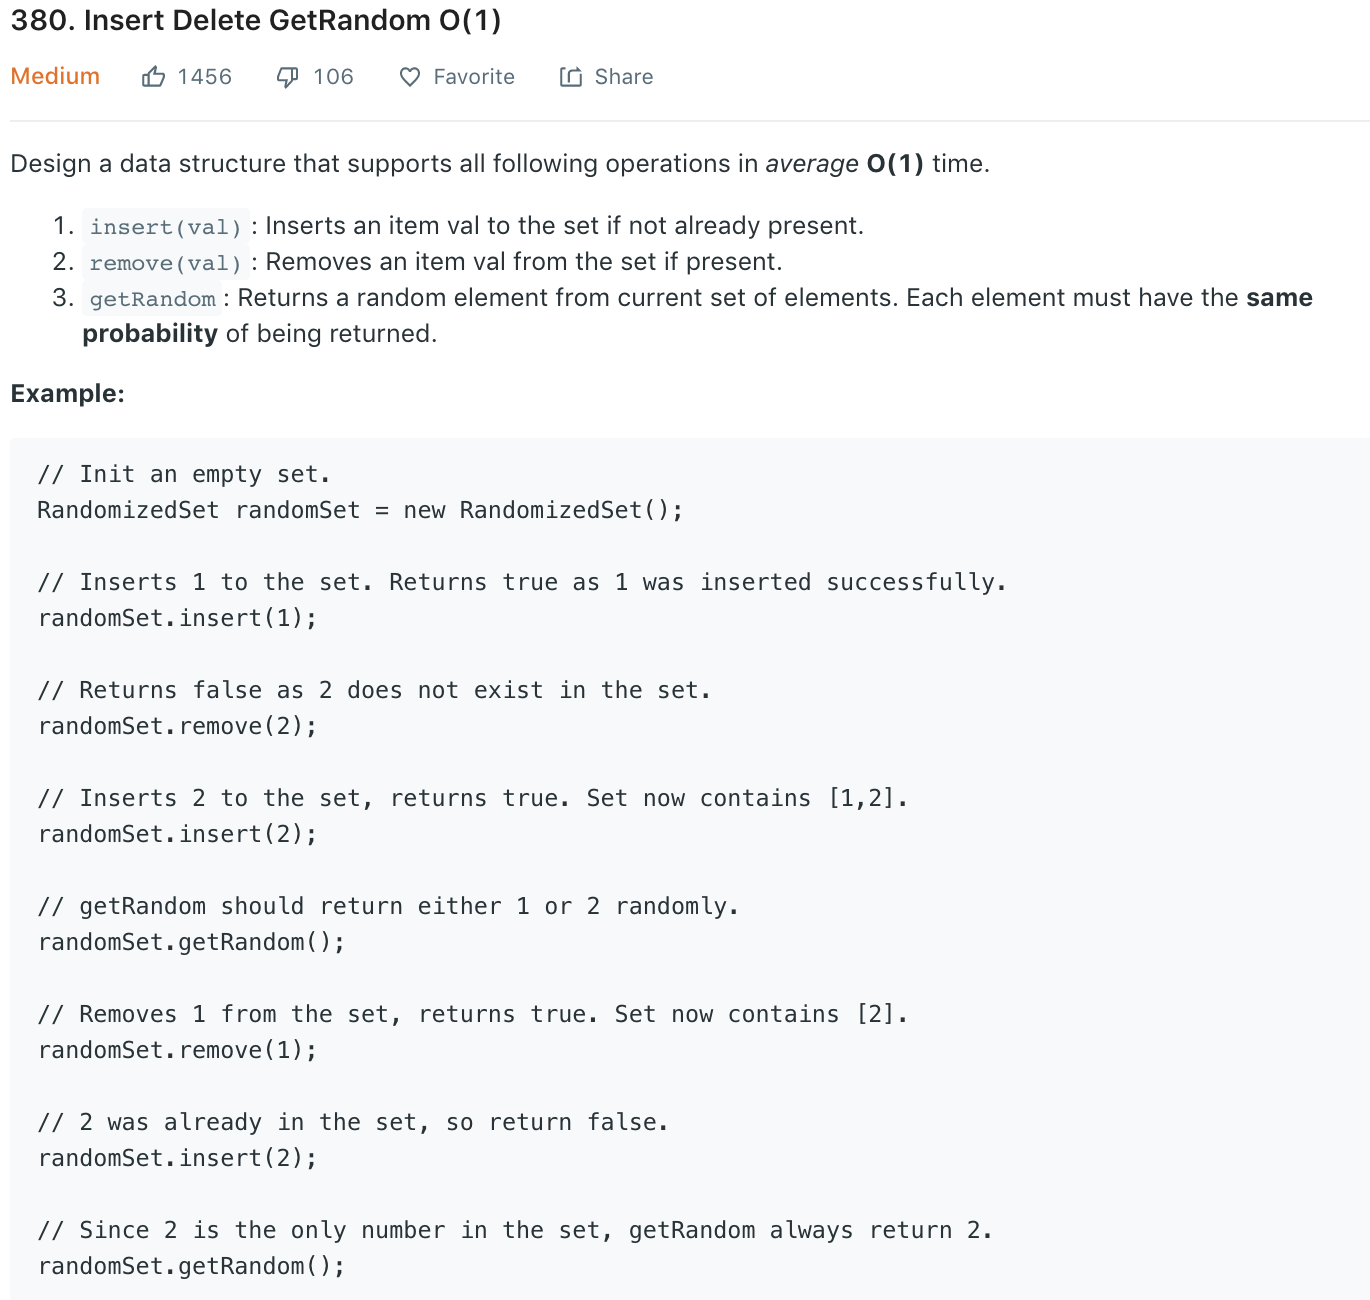 380. Insert Delete GetRandom O(1)
Medium 1456 106 Favorite Share
Design a data structure that supports all following operations in average O(1) time.
1. insert(val) : Inserts an item val to the set if not already present.
2. remove(val) : Removes an item val from the set if present.
3. getRandom : Returns a random element from current set of elements. Each element must have the same
probability of being returned.
Example:
// Init an empty set.
RandomizedSet randomSet = new RandomizedSet();
// Inserts 1 to the set. Returns true as 1 was inserted successfully.
randomSet.insert(1);
// Returns false as 2 does not exist in the set.
randomSet.remove(2);
// Inserts 2 to the set, returns true. Set now contains [1,2].
randomSet.insert(2);
// getRandom should return either 1 or 2 randomly.
randomSet.getRandom();
// Removes 1 from the set, returns true. Set now contains [2].
randomSet.remove(1);
// 2 was already in the set, so return false.
randomSet.insert(2);
// Since 2 is the only number in the set, getRandom always return 2.
randomSet.getRandom();